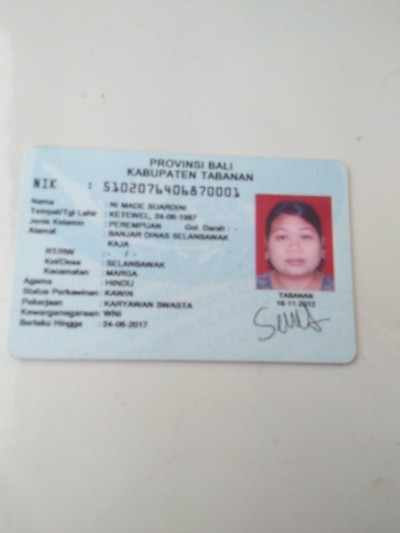 PROVINSI BALI
KABUPATEN TABANAN
NIK : 5102076406870001
Nama : NI MADE SUARDINI
Tempat/Tgl Lahir : KETEWEL, 24-06-1987
Jenis Kelamin : PEREMPUAN Gol. Darah : -
Alamat : BANJAR DINAS SELANSAWAK
KAJA
RT/RW : - / -
Kel/Desa : SELANSAWAK
Kecamatan : MARGA
Agama : HINDU
Status Perkawinan : KAWIN
Pekerjaan : KARYAWAN SWASTA
Kewarganegaraan : WNI
Berlaku Hingga : 24-06-2017
TABANAN
16-11-2012